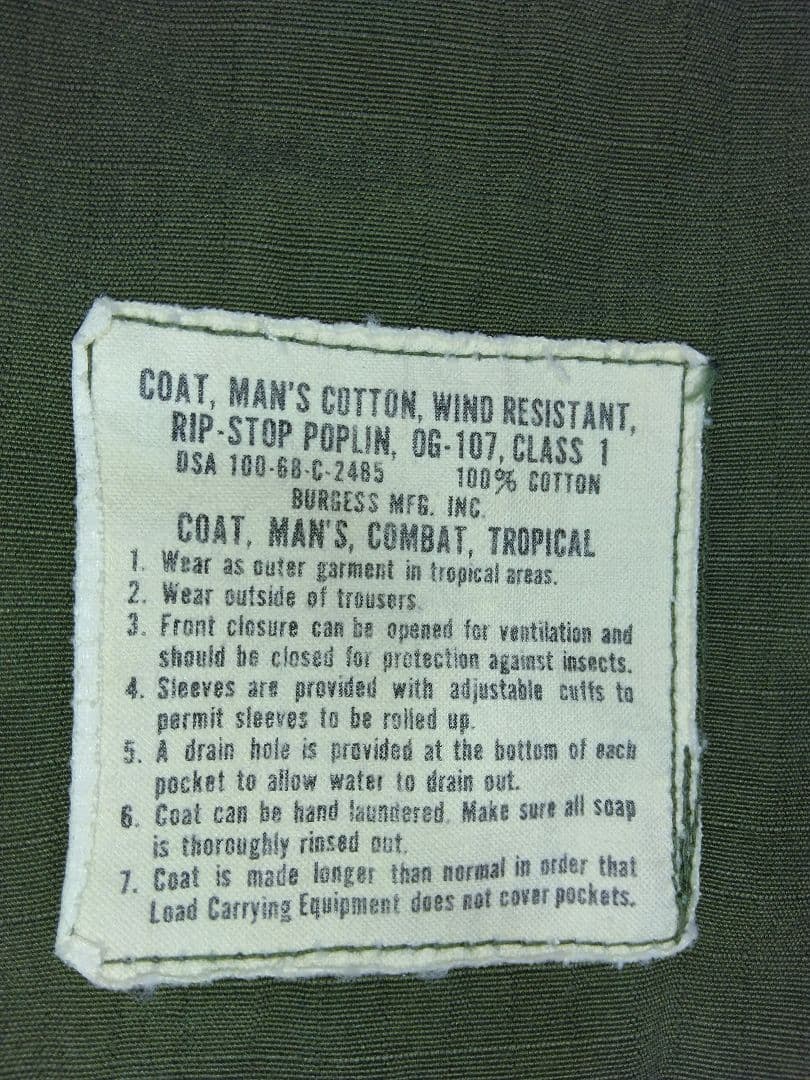 COAT, MAN'S COTTON, WIND RESISTANT,
RIP-STOP POPLIN, OG-107, CLASS 1
DSA 100-68-C-2485 100% COTTON
BURGESS MFG. INC.
COAT, MAN'S, COMBAT, TROPICAL
1. Wear as outer garment in tropical areas.
2. Wear outside of trousers.
3. Front closure can be opened for ventilation and
should be closed for protection against insects.
4. Sleeves are provided with adjustable cuffs to
permit sleeves to be rolled up.
5. A drain hole is provided at the bottom of each
pocket to allow water to drain out.
6. Coat can be hand laundered. Make sure all soap
is thoroughly rinsed out.
7. Coat is made longer than normal in order that
Load Carrying Equipment does not cover pockets.